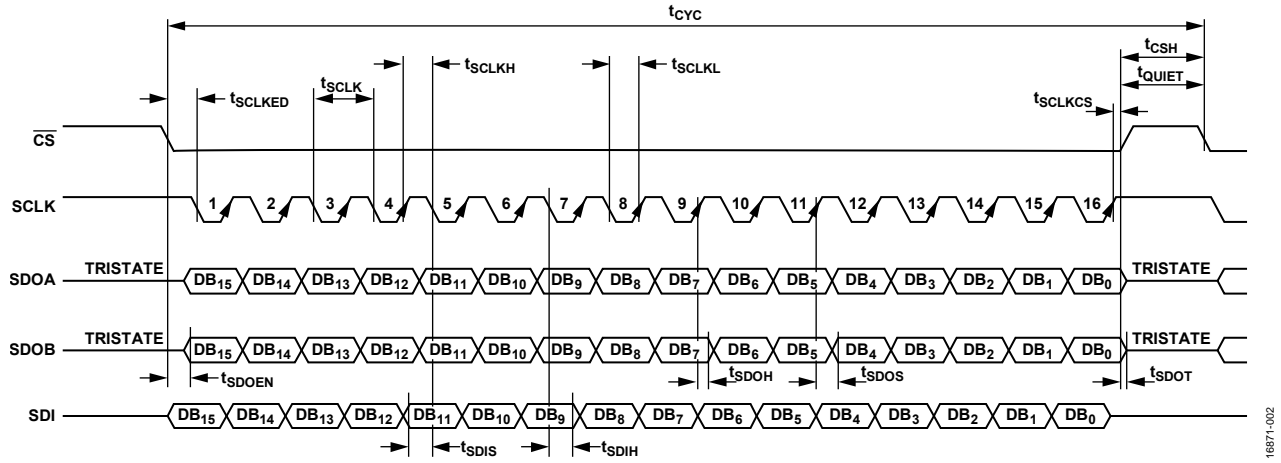 tCYC
tCSH
tSCLKH
tSCLKL
tQUIET
tSCLK
tSCLKED
tSCLKCS
CS
SCLK 1 2 3 4 5 6 7 8 9 10 11 12 13 14 15 16
TRISTATE TRISTATE
SDOA DB15 DB14 DB13 DB12 DB11 DB10 DB9 DB8 DB7 DB6 DB5 DB4 DB3 DB2 DB1 DB0
TRISTATE TRISTATE
SDOB DB15 DB14 DB13 DB12 DB11 DB10 DB9 DB8 DB7 DB6 DB5 DB4 DB3 DB2 DB1 DB0
tSDOEN tSDOH tSDOS tSDOT
SDI DB15 DB14 DB13 DB12 DB11 DB10 DB9 DB8 DB7 DB6 DB5 DB4 DB3 DB2 DB1 DB0
tSDIS tSDIH
16871-002